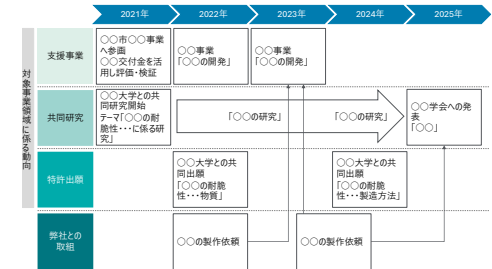 2021年
2022年
2023年
2024年
2025年
対象事業領域に係る動向
支援事業
○○市○○事業
へ参画
○○交付金を活
用し評価・検証
○○事業
「○○の開発」
○○事業
「○○の開発」
共同研究
○○大学との共
同研究開始
テーマ「○○の耐
脆性・・・に係る研
究」
「○○の研究」
「○○の研究」
○○学会への発
表
「○○」
特許出願
○○大学との共
同出願
「○○の耐脆
性・・・物質」
○○大学との共
同出願
「○○の耐脆
性・・・製造方法」
弊社との
取組
○○の製作依頼
○○の製作依頼